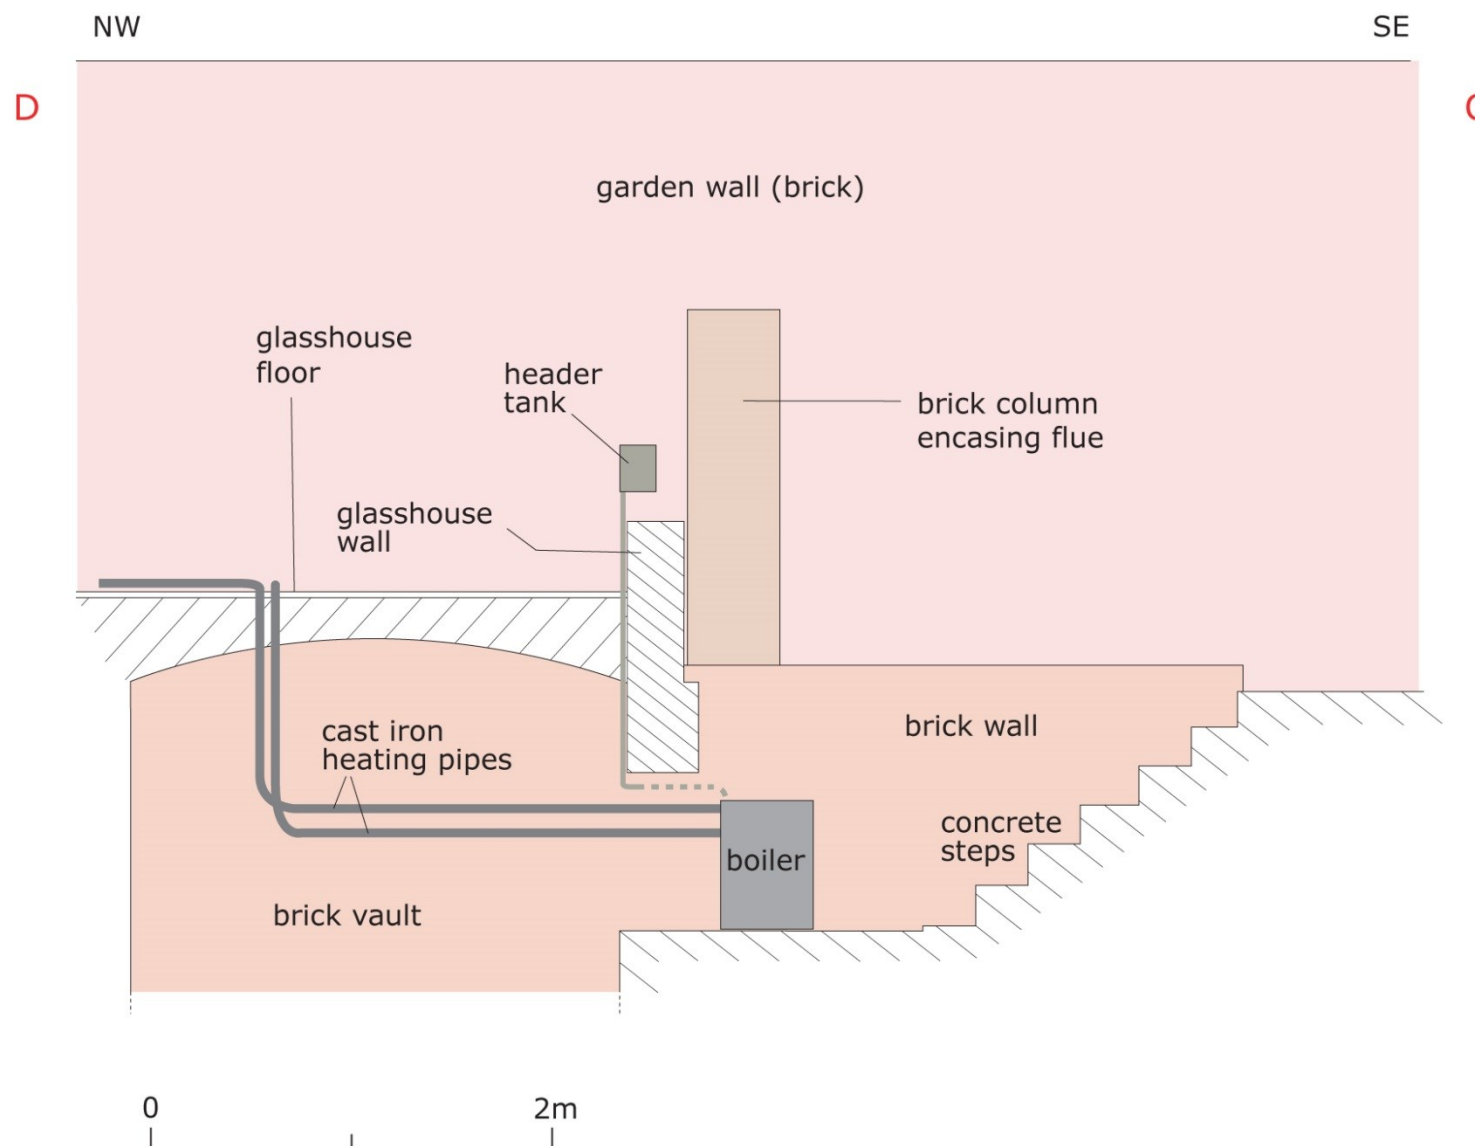 NW
SE
D
garden wall (brick)
glasshouse
floor
header
tank
brick column
encasing flue
glasshouse
wall
brick wall
cast iron
heating pipes
concrete
steps
boiler
brick vault
0
2m